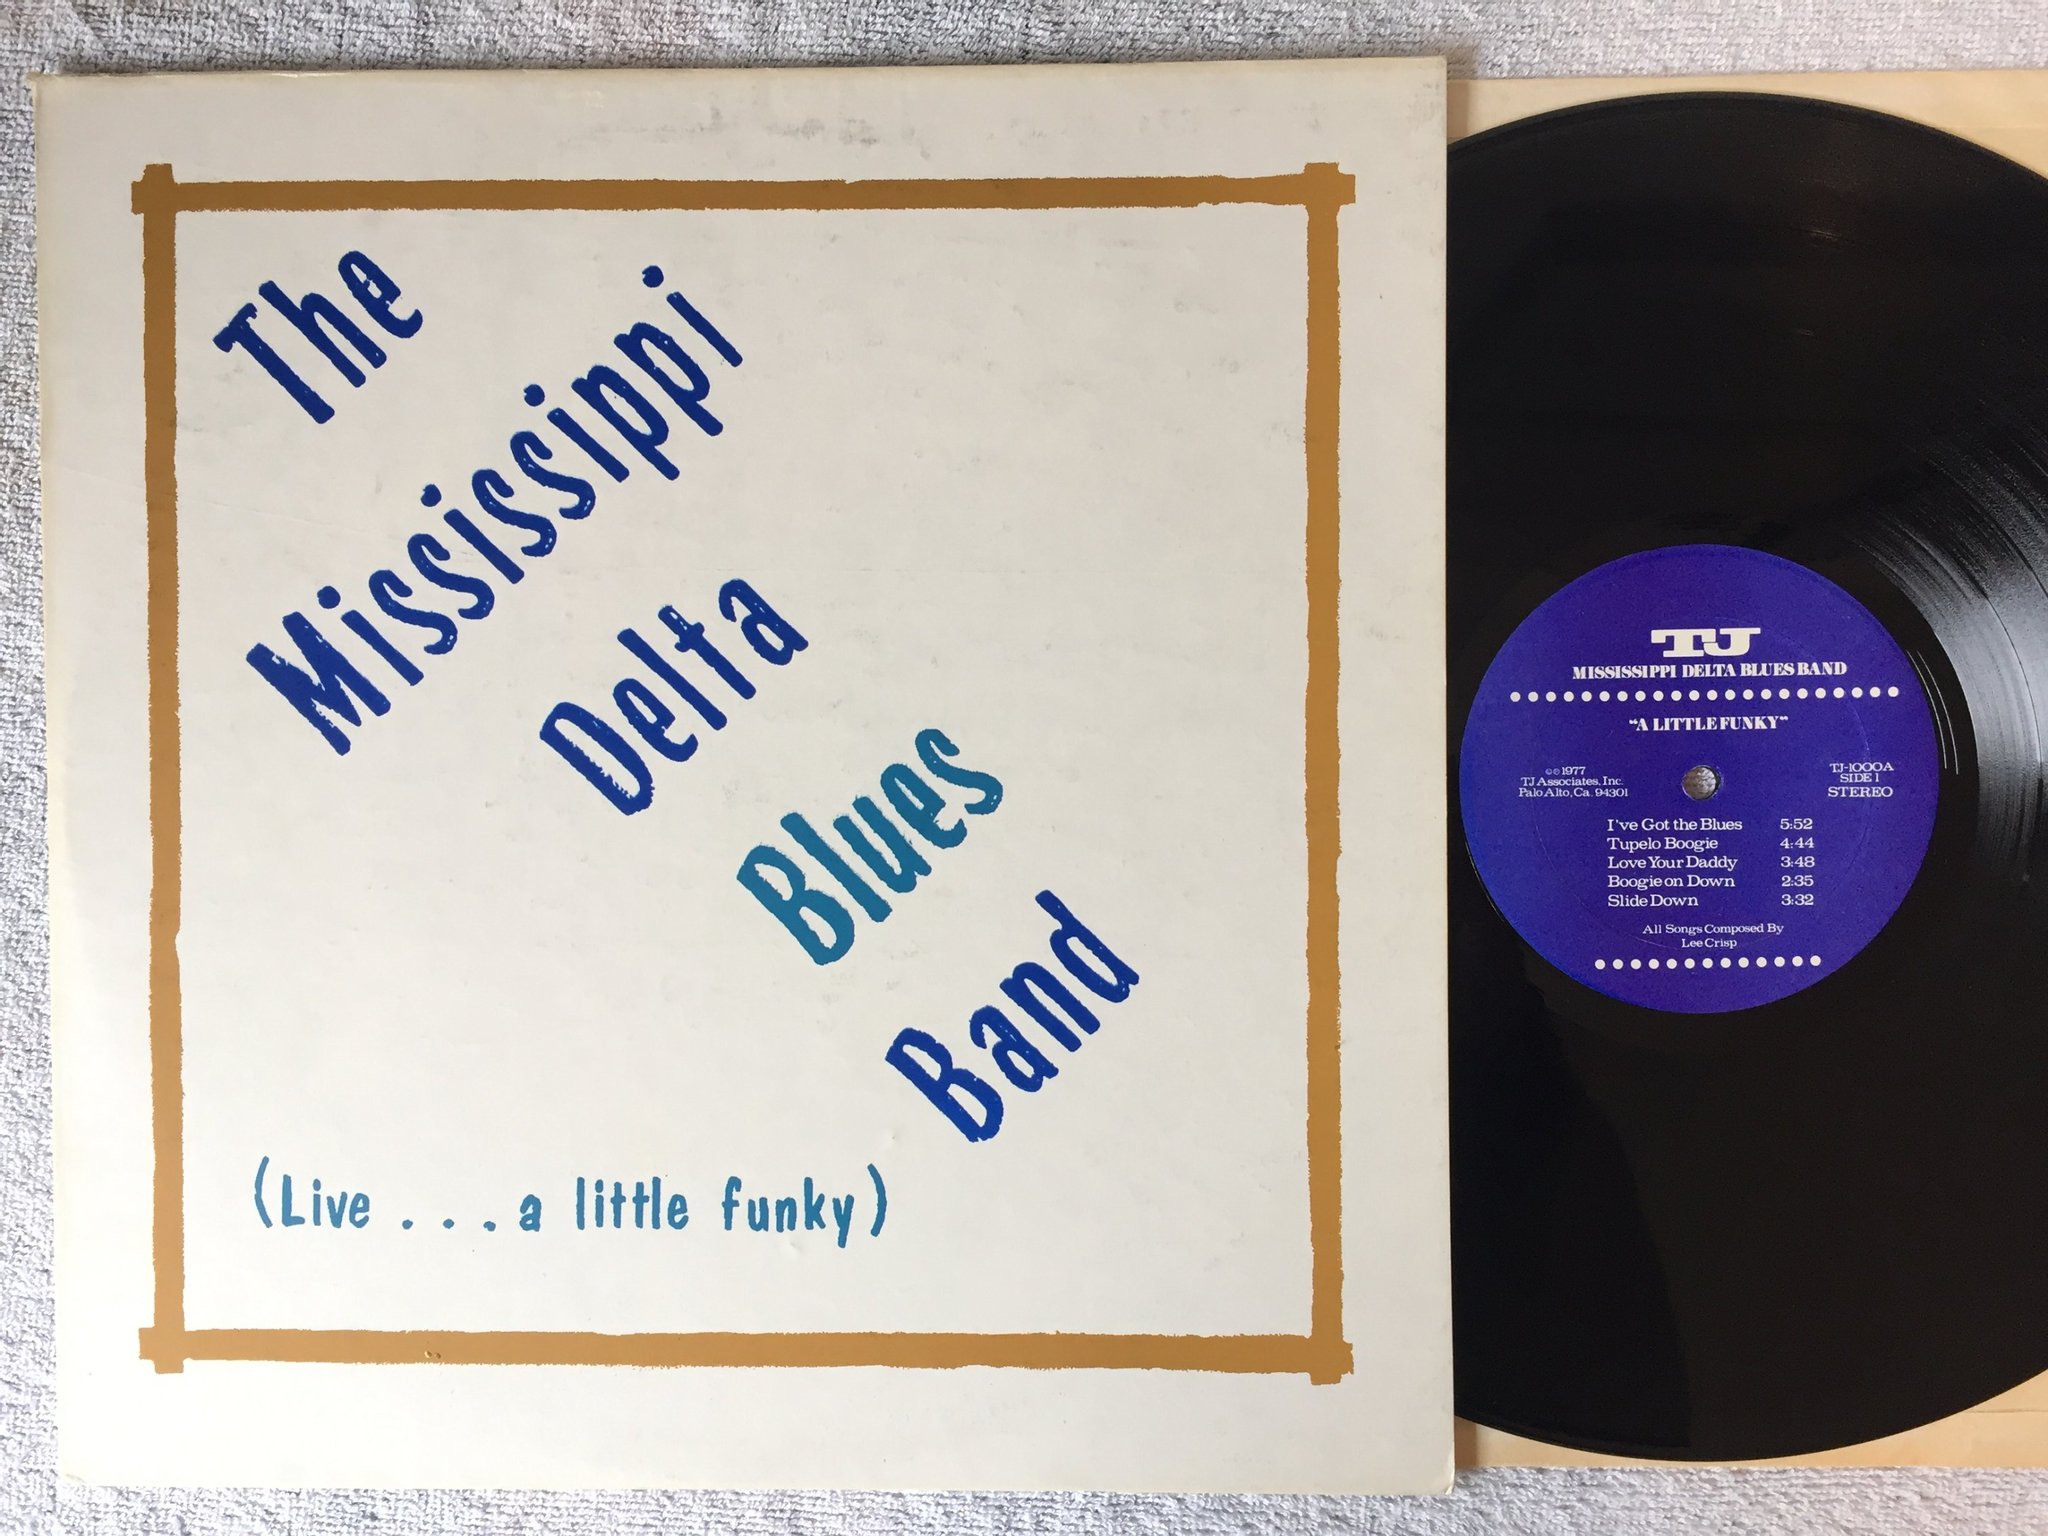 The
Mississippi
Delta
Blues
Band
(Live . . . a little funky)
TJ
MISSISSIPPI DELTA BLUES BAND
"A LITTLE FUNKY"
©℗1977
TJ Associates, Inc.
Palo Alto, Ca. 94301
TJ-1000A
SIDE 1
STEREO
I've Got the Blues 5:52
Tupelo Boogie 4:44
Love Your Daddy 3:48
Boogie on Down 2:35
Slide Down 3:32
All Songs Composed By
Lee Crisp